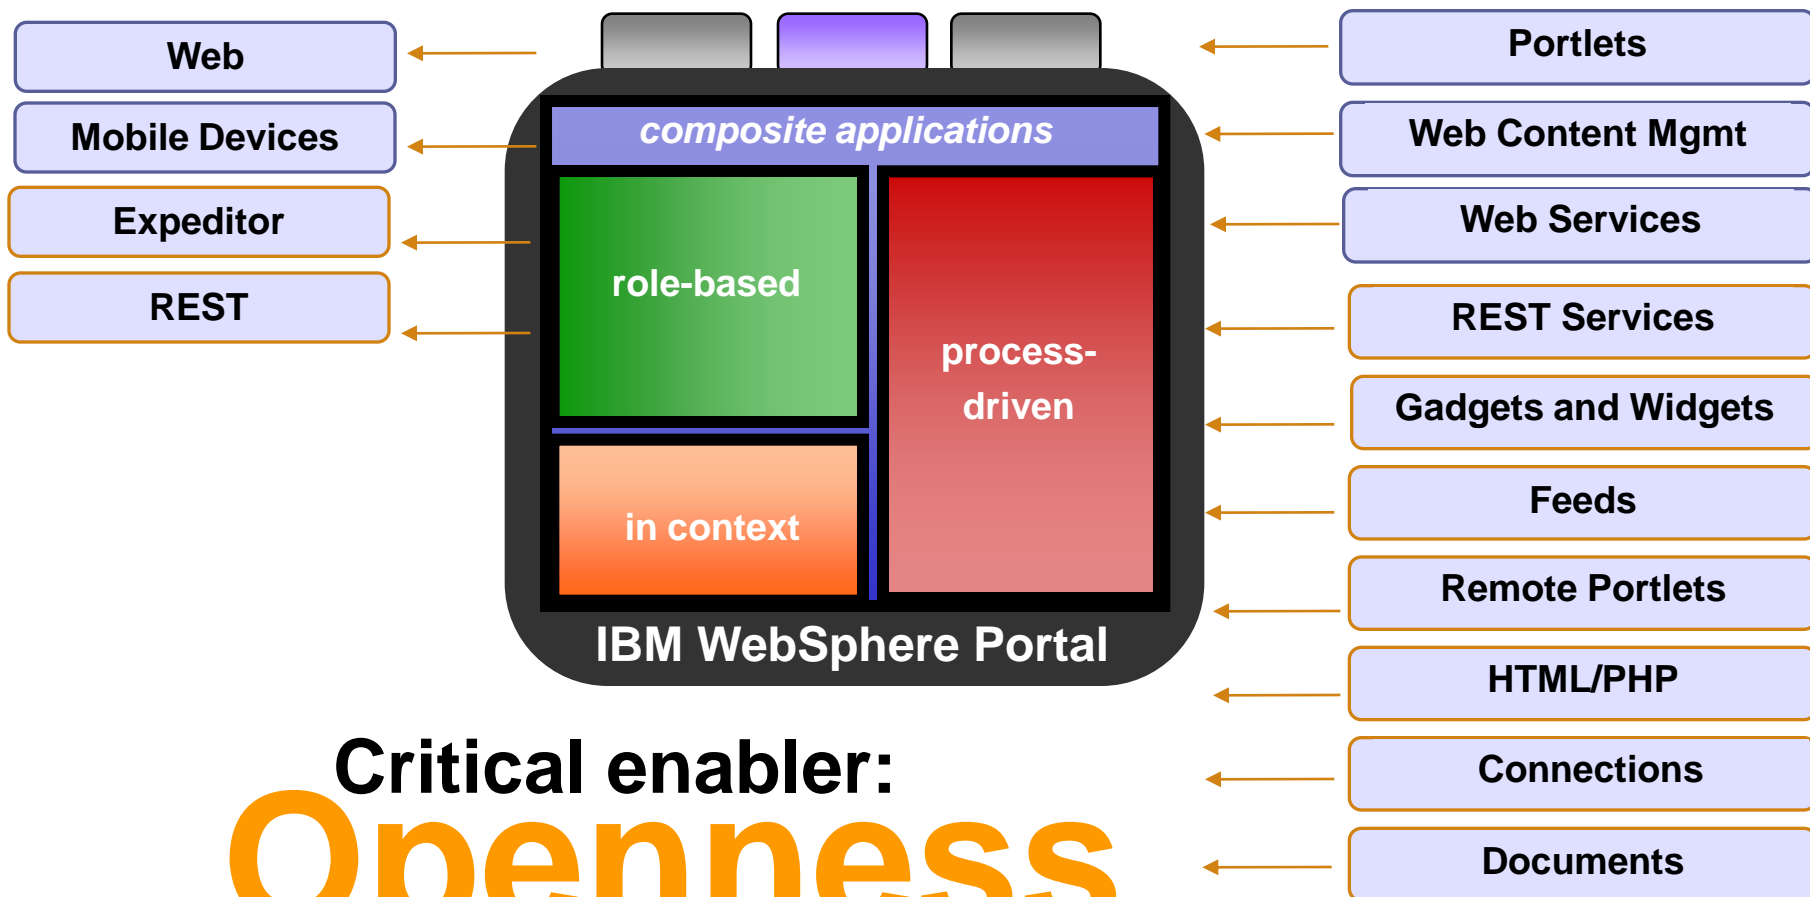 Web
Mobile Devices
Expeditor
REST
composite applications
role-based
process-
driven
in context
IBM WebSphere Portal
Critical enabler:
Openness
Portlets
Web Content Mgmt
Web Services
REST Services
Gadgets and Widgets
Feeds
Remote Portlets
HTML/PHP
Connections
Documents